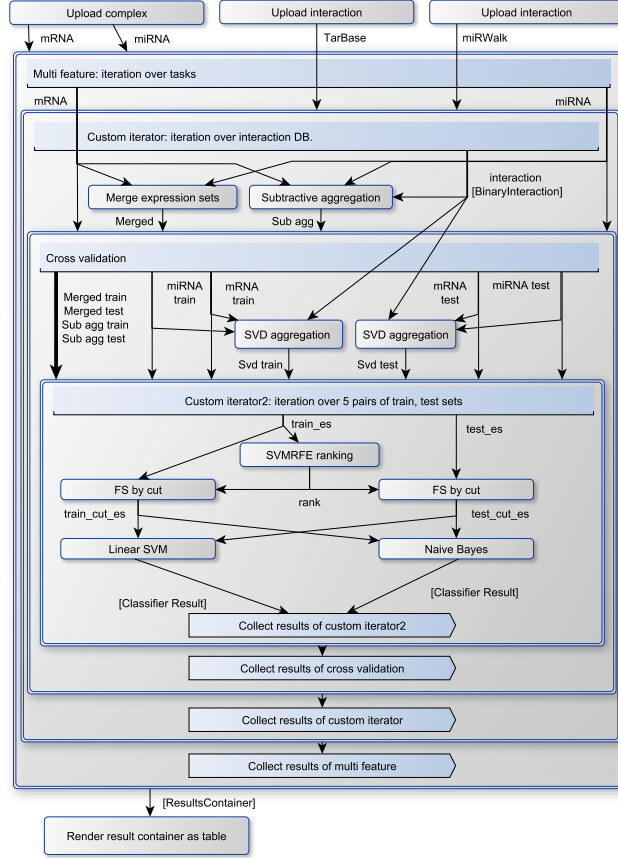 Upload complex
Upload interaction
Upload interaction
mRNA
miRNA
TarBase
miRWalk
Multi feature: iteration over tasks
mRNA
miRNA
Custom iterator: iteration over interaction DB.
interaction
[BinaryInteraction]
Merge expression sets
Subtractive aggregation
Merged
Sub agg
Cross validation
Merged train
Merged test
Sub agg train
Sub agg test
miRNA
train
mRNA
train
mRNA
test
miRNA test
SVD aggregation
SVD aggregation
Svd train
Svd test
Custom iterator2: iteration over 5 pairs of train, test sets
train_es
test_es
SVMRFE ranking
FS by cut
FS by cut
rank
train_cut_es
test_cut_es
Linear SVM
Naive Bayes
[Classifier Result]
[Classifier Result]
Collect results of custom iterator2
Collect results of cross validation
Collect results of custom iterator
Collect results of multi feature
[ResultsContainer]
Render result container as table